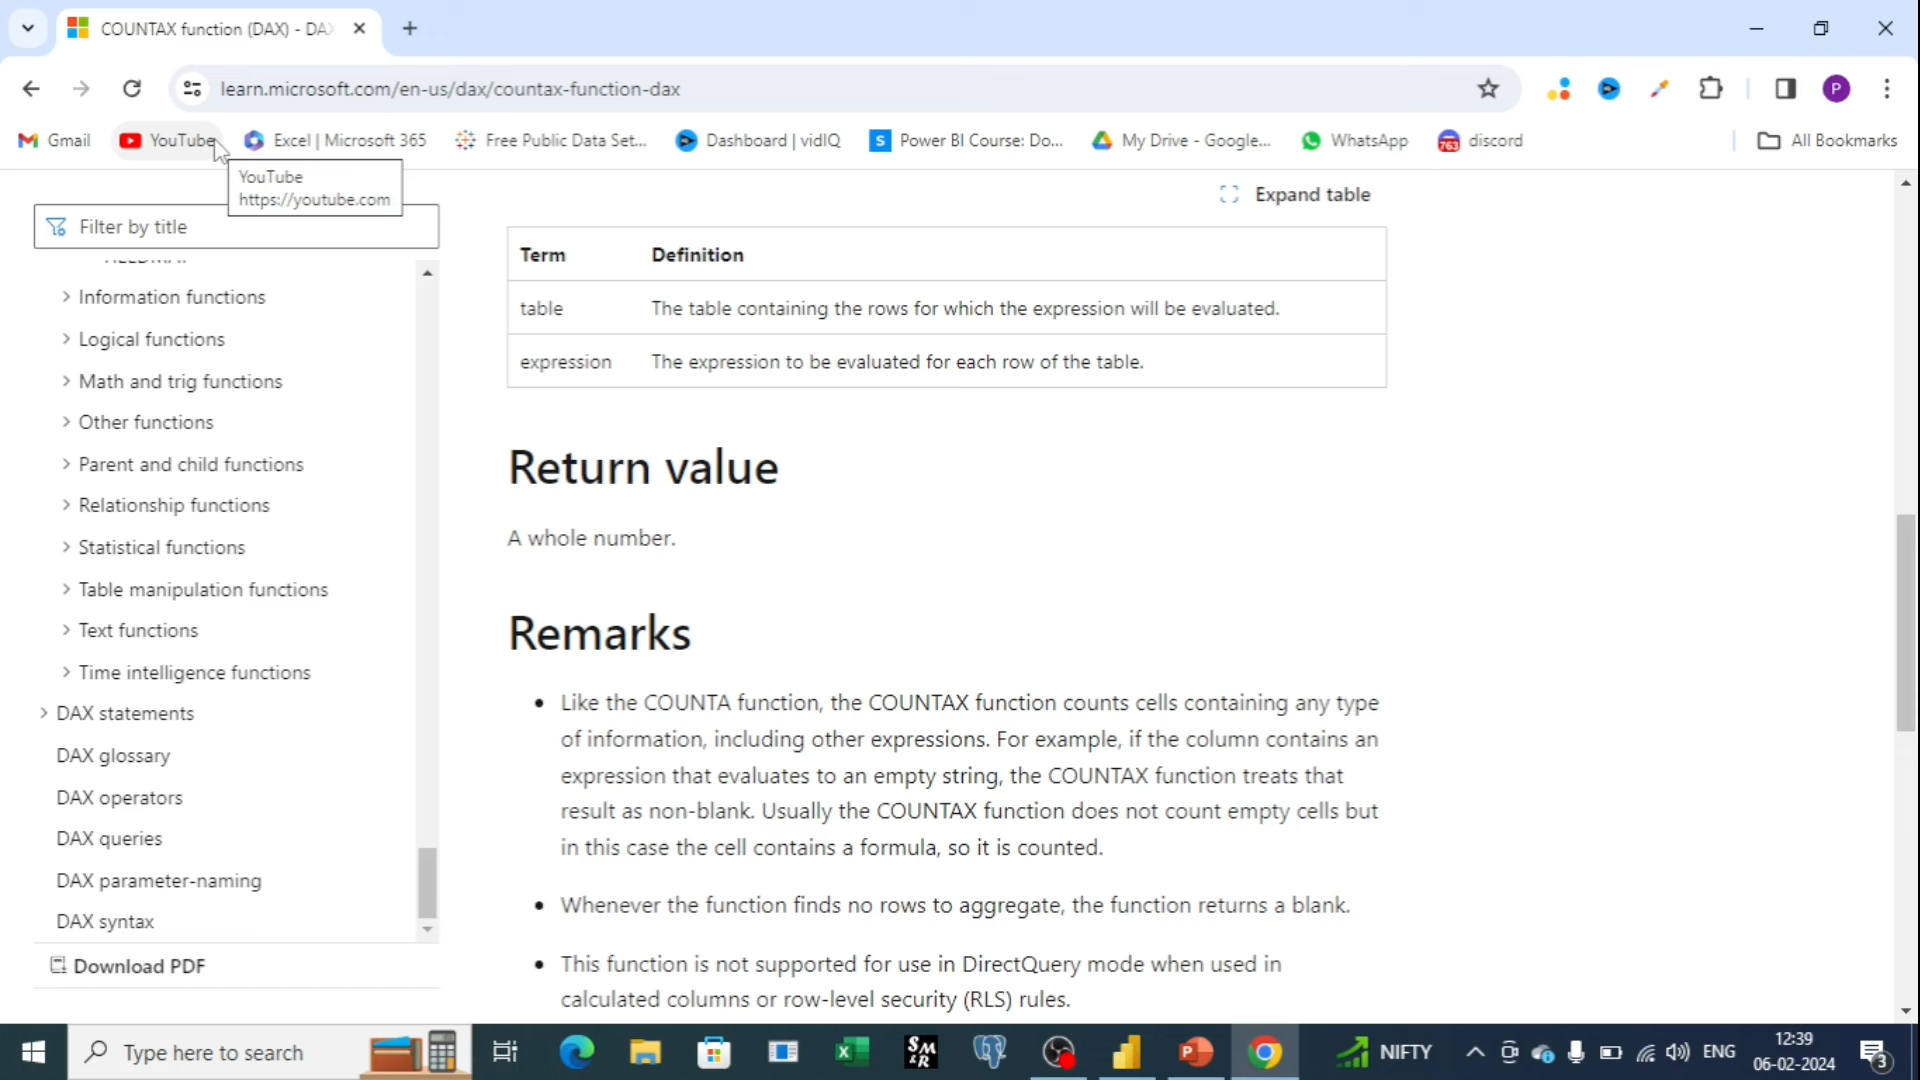 COUNTAX function (DAX) - DA
learn.microsoft.com/en-us/dax/countax-function-dax
P
Gmail
YouTube
Excel | Microsoft 365
Free Public Data Set...
Dashboard | vidIQ
S
Power BI Course: Do...
My Drive - Google...
WhatsApp
763
discord
All Bookmarks
YouTube
https://youtube.com
Filter by title
Information functions
Logical functions
Math and trig functions
Other functions
Parent and child functions
Relationship functions
Statistical functions
Table manipulation functions
Text functions
Time intelligence functions
DAX statements
DAX glossary
DAX operators
DAX queries
DAX parameter-naming
DAX syntax
Download PDF
Expand table
Term Definition
table The table containing the rows for which the expression will be evaluated.
expression The expression to be evaluated for each row of the table.
Return value
A whole number.
Remarks
Like the COUNTA function, the COUNTAX function counts cells containing any type
of information, including other expressions. For example, if the column contains an
expression that evaluates to an empty string, the COUNTAX function treats that
result as non-blank. Usually the COUNTAX function does not count empty cells but
in this case the cell contains a formula, so it is counted.
Whenever the function finds no rows to aggregate, the function returns a blank.
This function is not supported for use in DirectQuery mode when used in
calculated columns or row-level security (RLS) rules.
Type here to search
SM
&R
NIFTY
ENG
12:39
06-02-2024
3